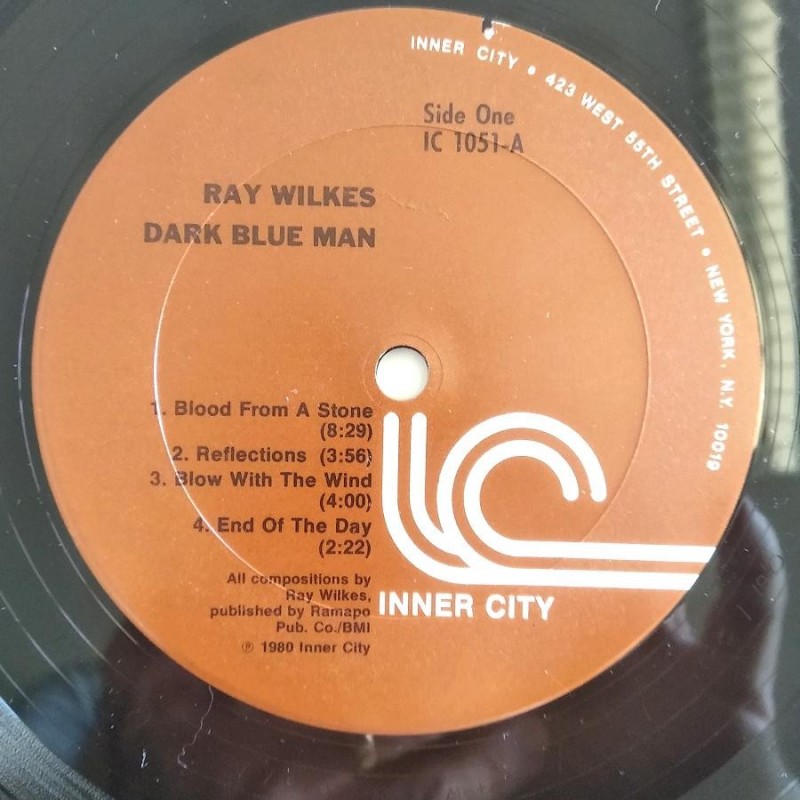 INNER CITY • 423 WEST 55TH STREET • NEW YORK, N.Y. 10019
Side One
IC 1051-A
RAY WILKES
DARK BLUE MAN
1. Blood From A Stone
(8:29)
2. Reflections (3:56)
3. Blow With The Wind
(4:00)
4. End Of The Day
(2:22)
All compositions by
Ray Wilkes,
published by Ramapo
Pub. Co./BMI
℗ 1980 Inner City
IC
INNER CITY